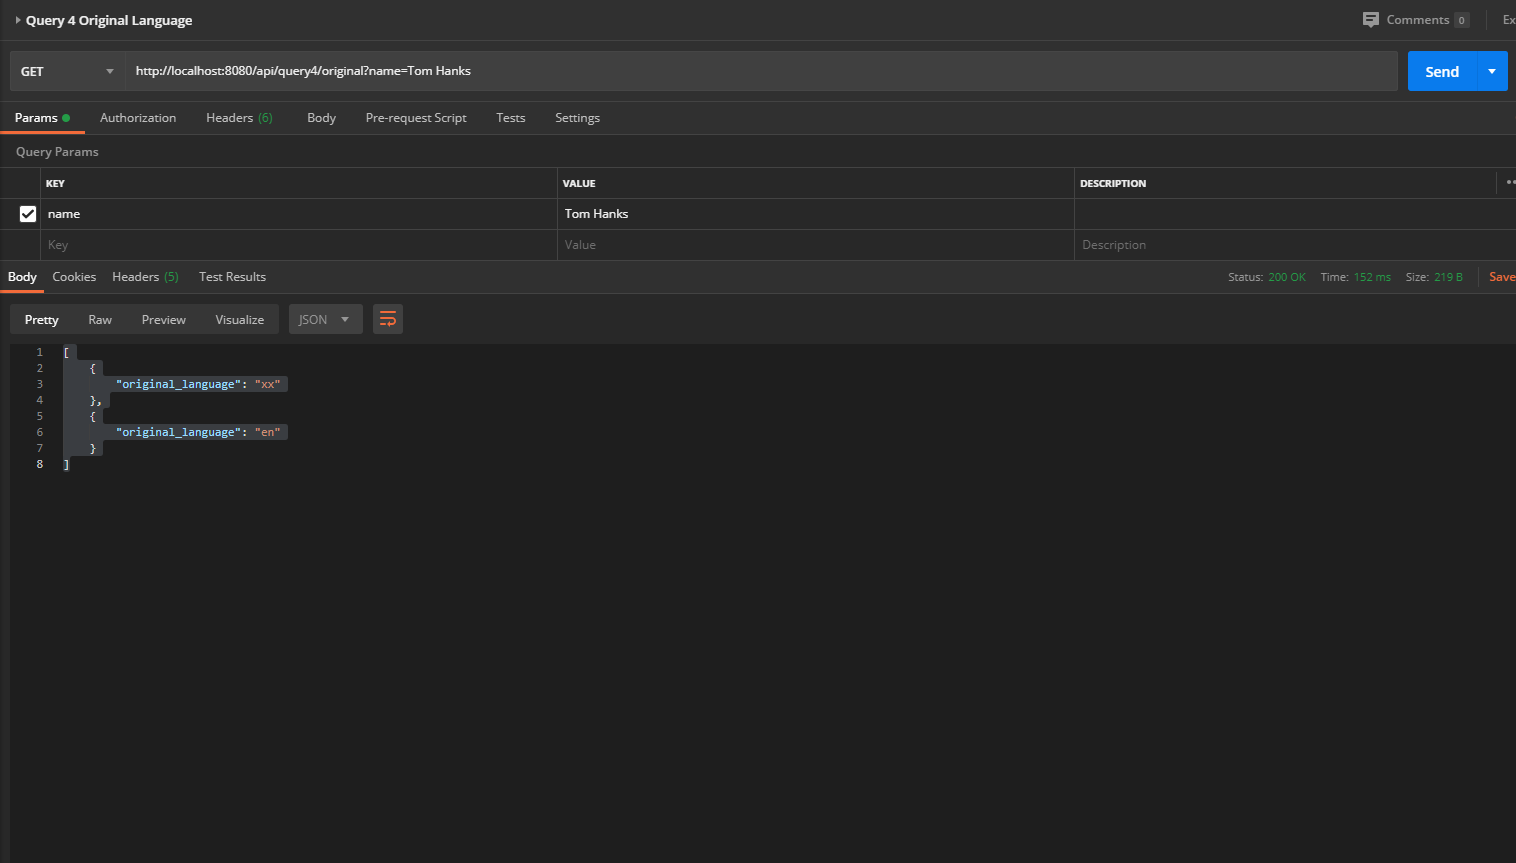 Query 4 Original Language Comments 0 Ex
GET http://localhost:8080/api/query4/original?name=Tom Hanks Send
Params Authorization Headers (6) Body Pre-request Script Tests Settings
Query Params
KEY VALUE DESCRIPTION
name Tom Hanks
Key Value Description
Body Cookies Headers (5) Test Results Status: 200 OK Time: 152 ms Size: 219 B Save
Pretty Raw Preview Visualize JSON
1 [
2 {
3 "original_language": "xx"
4 },
5 {
6 "original_language": "en"
7 }
8 ]